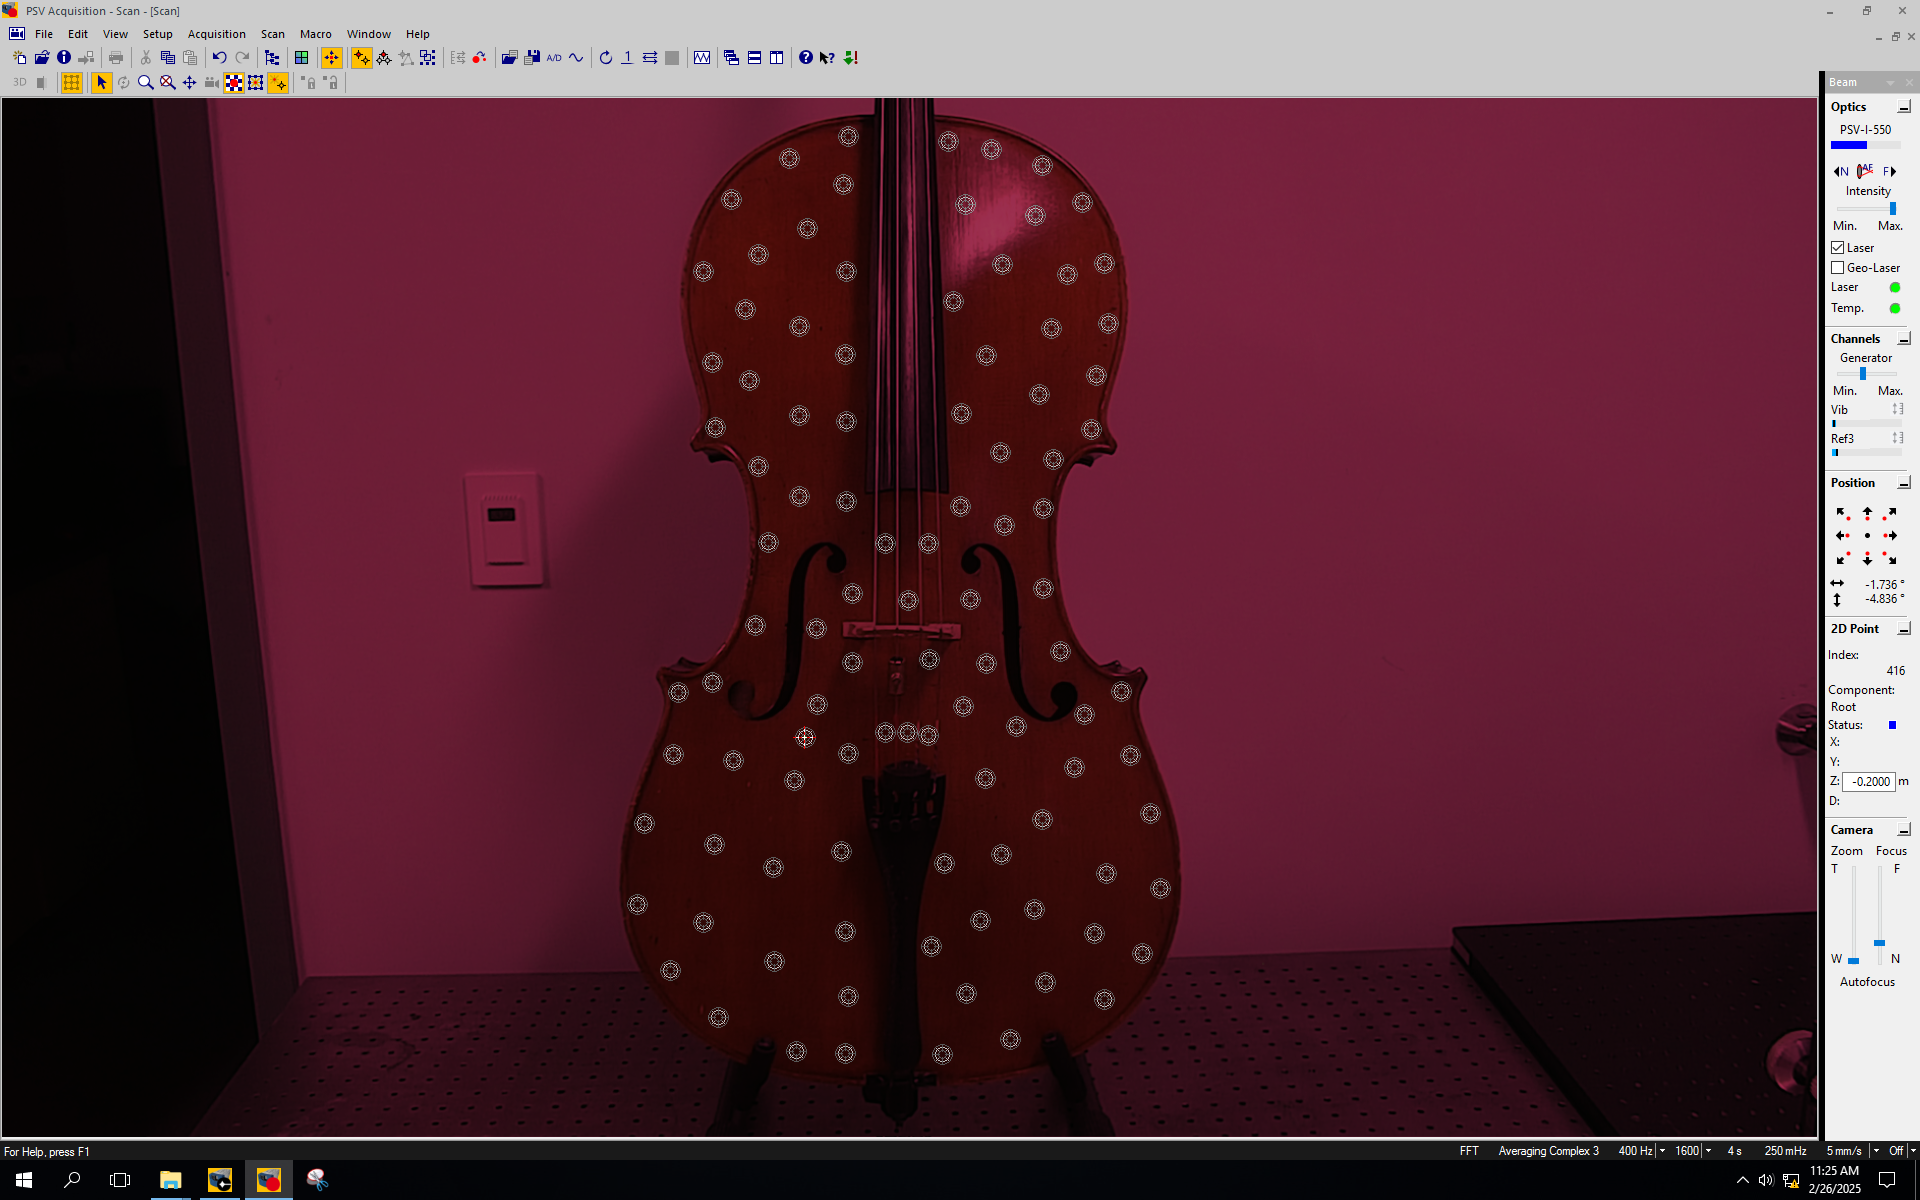 PSV Acquisition - Scan - [Scan]
File Edit View Setup Acquisition Scan Macro Window Help
A/D 1
3D
Beam
Optics
PSV-I-550
N AF F
Intensity
Min. Max.
Laser
Geo-Laser
Laser
Temp.
Channels
Generator
Min. Max.
Vib
Ref3
Position
-1.736 °
-4.836 °
2D Point
Index:
416
Component:
Root
Status:
X:
Y:
Z: -0.2000 m
D:
Camera
Zoom Focus
T F
W N
Autofocus
For Help, press F1
FFT Averaging Complex 3 400 Hz 1600 4 s 250 mHz 5 mm/s Off
11:25 AM
2/26/2025